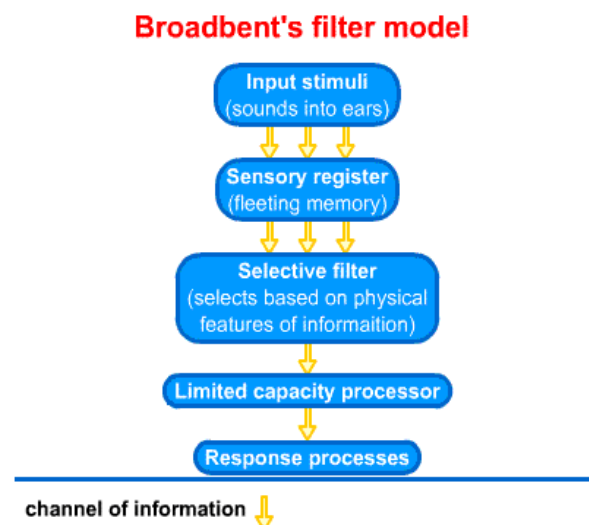 Broadbent's filter model
Input stimuli
(sounds into ears)
Sensory register
(fleeting memory)
Selective filter
(selects based on physical
features of informaition)
Limited capacity processor
Response processes
channel of information